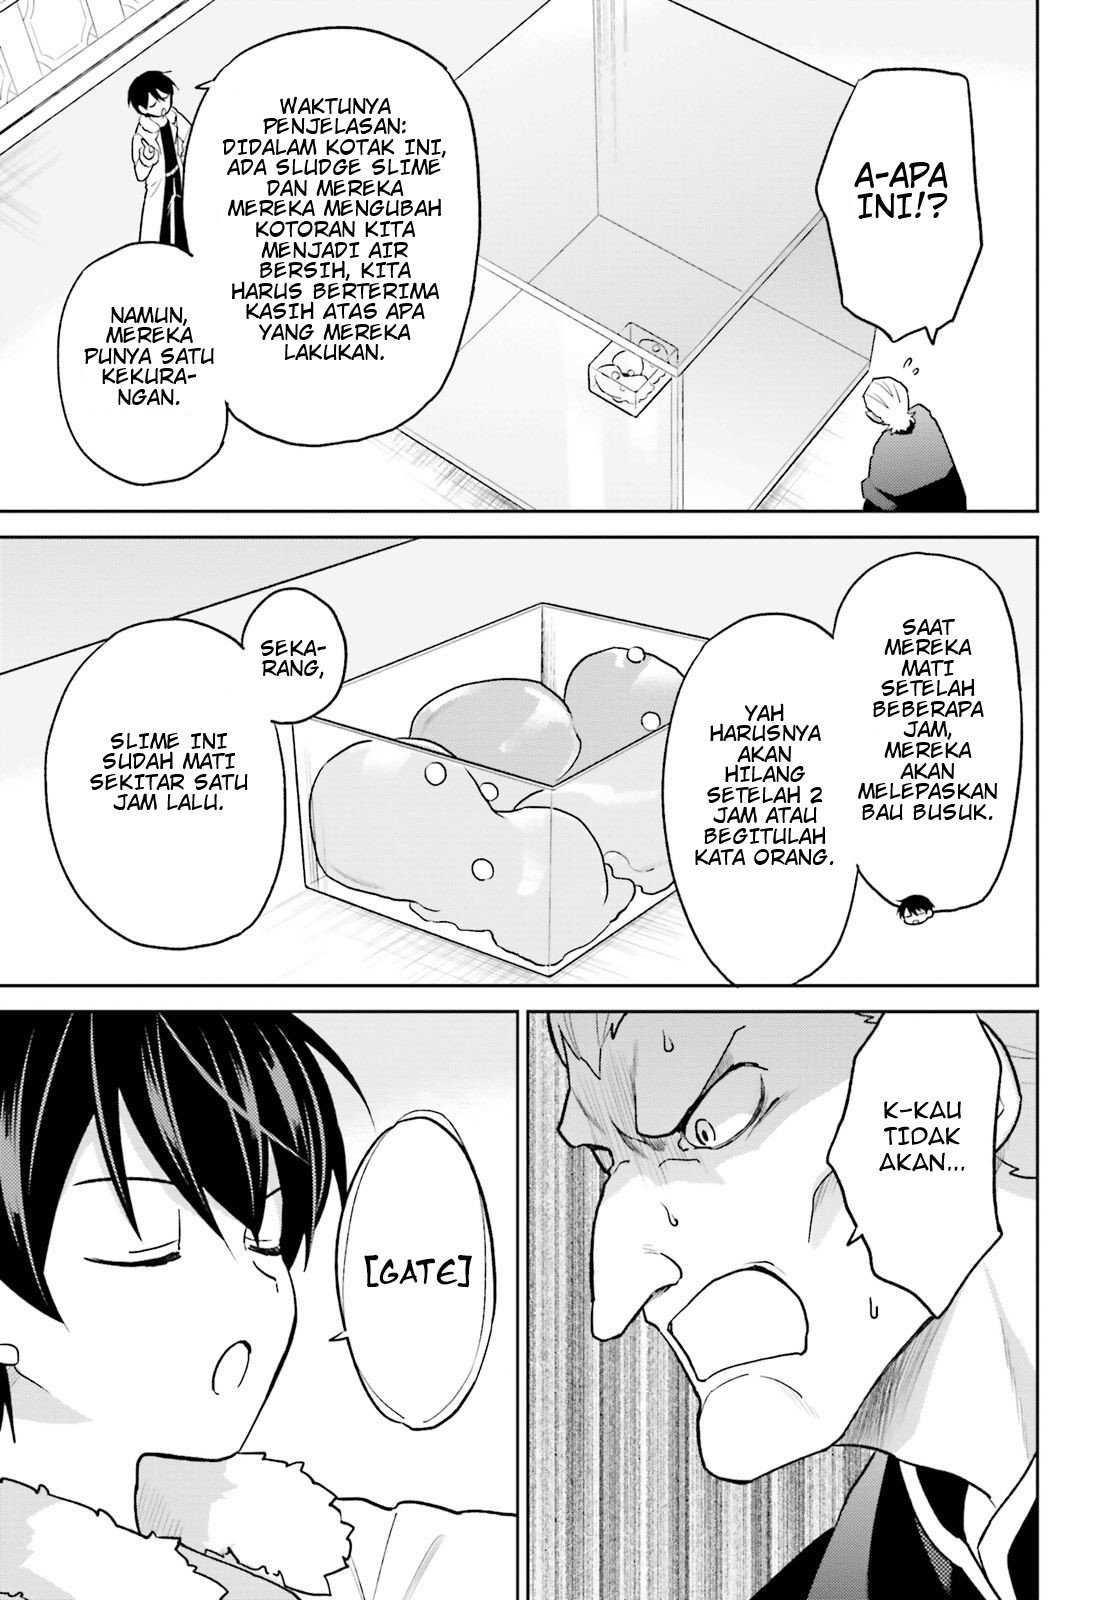 A-APA
INI!?
WAKTUNYA
PENJELASAN:
DIDALAM KOTAK INI,
ADA SLUDGE SLIME
DAN MEREKA
MEREKA MENGUBAH
KOTORAN KITA
MENJADI AIR
BERSIH, KITA
HARUS BERTERIMA
KASIH ATAS APA
YANG MEREKA
LAKUKAN.
NAMUN,
MEREKA
PUNYA SATU
KEKURA-
NGAN.
SAAT
MEREKA
MATI
SETELAH
BEBERAPA
JAM,
MEREKA
AKAN
MELEPASKAN
BAU BUSUK.
YAH
HARUSNYA
AKAN
HILANG
SETELAH 2
JAM ATAU
BEGITULAH
KATA ORANG.
SEKA-
RANG,
SLIME INI
SUDAH MATI
SEKITAR SATU
JAM LALU.
K-KAU
TIDAK
AKAN...
[GATE]